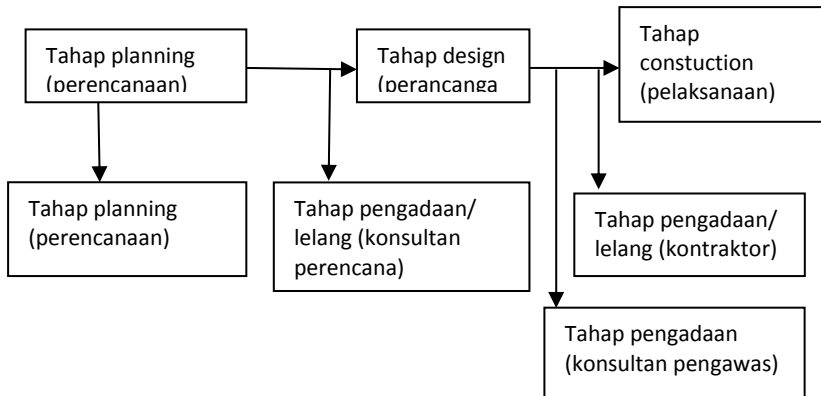 Tahap planning
(perencanaan)
Tahap design
(perancanga
Tahap
constuction
(pelaksanaan)
Tahap planning
(perencanaan)
Tahap pengadaan/
lelang (konsultan
perencana)
Tahap pengadaan/
lelang (kontraktor)
Tahap pengadaan
(konsultan pengawas)